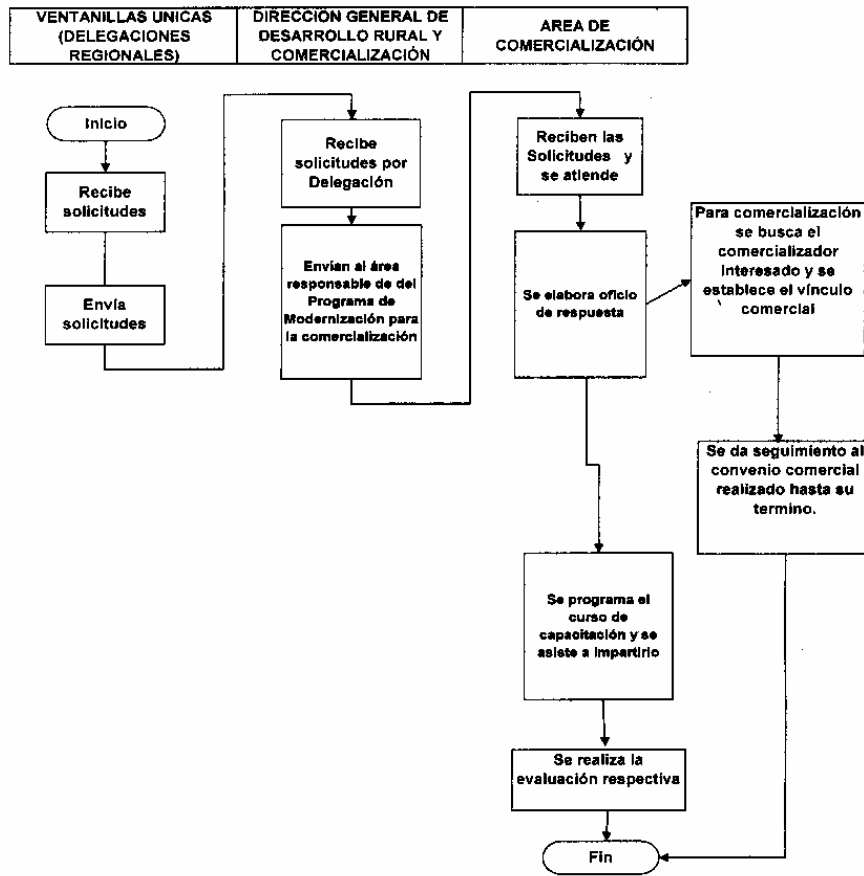 VENTANILLAS UNICAS
(DELEGACIONES
REGIONALES)
DIRECCIÓN GENERAL DE
DESARROLLO RURAL Y
COMERCIALIZACIÓN
AREA DE
COMERCIALIZACIÓN
Inicio
Recibe
solicitudes
Envía
solicitudes
Recibe
solicitudes por
Delegación
Envían al área
responsable de del
Programa de
Modernización para
la comercialización
Reciben las
Solicitudes y
se atiende
Se elabora oficio
de respuesta
Para comercialización
se busca el
comercializador
Interesado y se
establece el vínculo
comercial
Se da seguimiento al
convenio comercial
realizado hasta su
termino.
Se programa el
curso de
capacitación y se
asiste a impartirlo
Se realiza la
evaluación respectiva
Fin